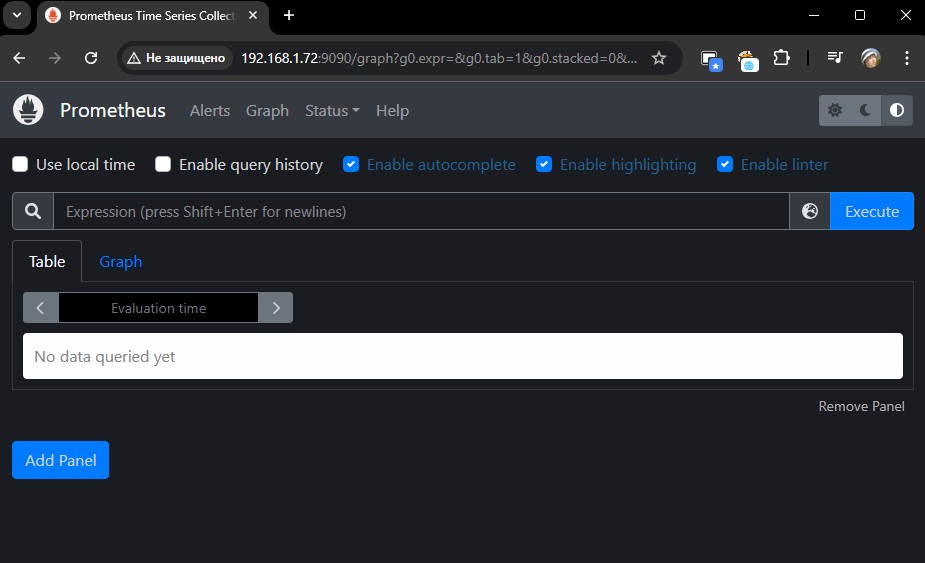 Prometheus Time Series Collect
Не защищено 192.168.1.72:9090/graph?g0.expr=&g0.tab=1&g0.stacked=0&...
Prometheus Alerts Graph Status Help
Use local time Enable query history Enable autocomplete Enable highlighting Enable linter
Expression (press Shift+Enter for newlines) Execute
Table Graph
Evaluation time
No data queried yet
Remove Panel
Add Panel